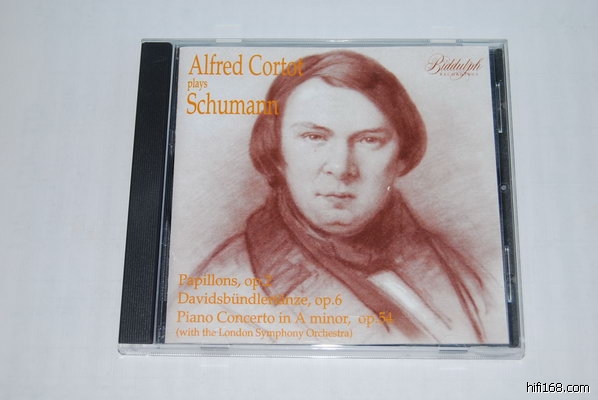 Alfred Cortot
plays
Schumann
Biddulph
RECORDINGS
Papillons, op.2
Davidsbündlertänze, op.6
Piano Concerto in A minor, op.54
(with the London Symphony Orchestra)
hifi168.com